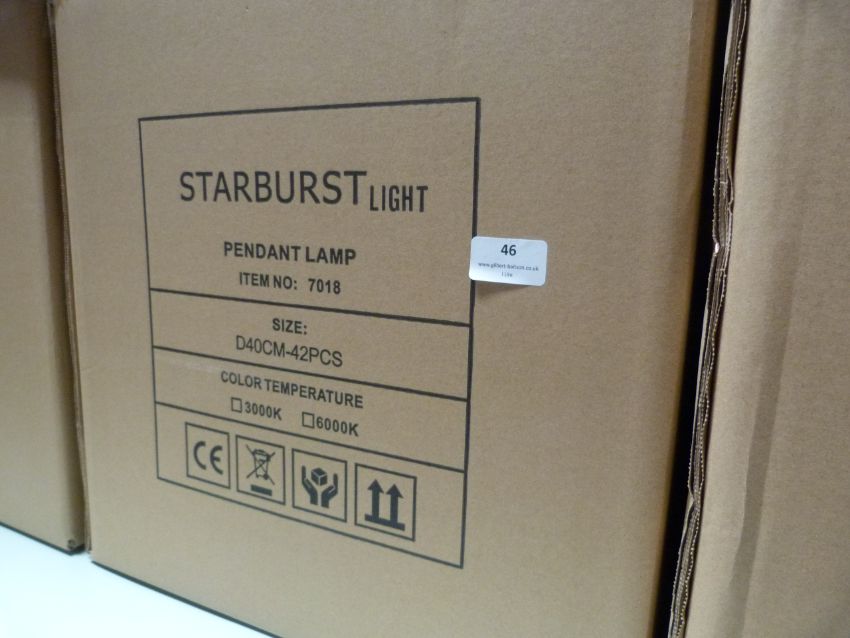 STARBURST LIGHT
PENDANT LAMP
ITEM NO: 7018
SIZE:
D40CM-42PCS
COLOR TEMPERATURE
3000K 6000K
CE
46